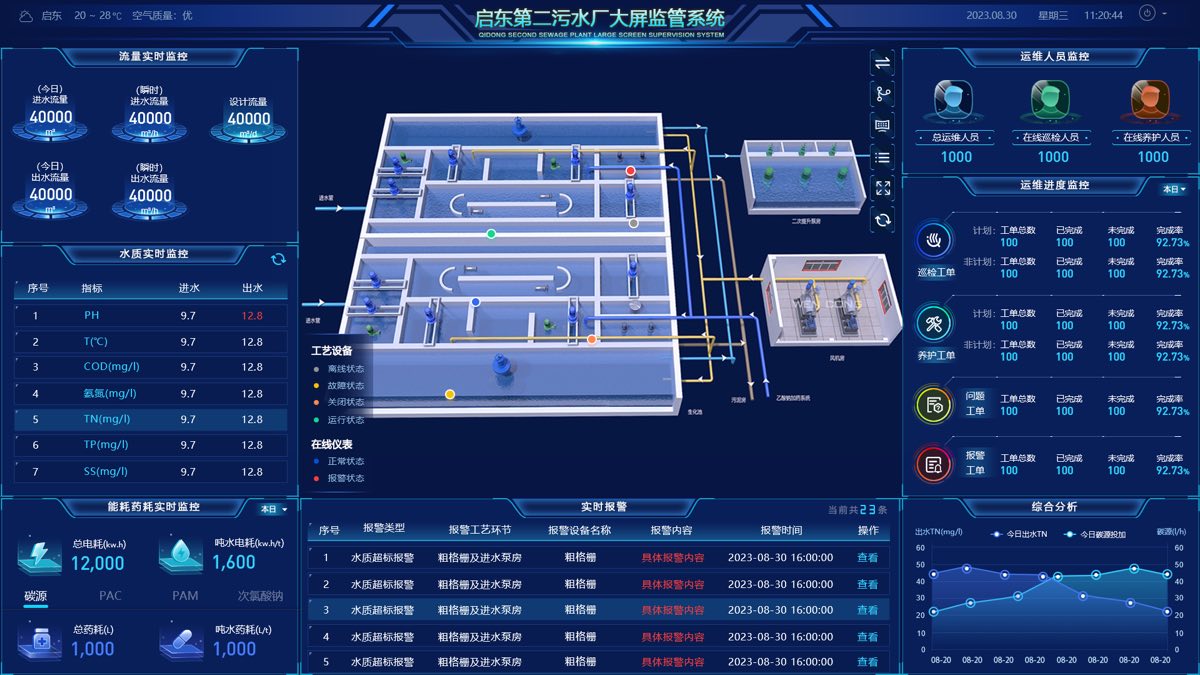 启东 20 ~ 28℃ 空气质量：优
启东第二污水厂大屏监管系统
QIDONG SECOND SEWAGE PLANT LARGE SCREEN SUPERVISION SYSTEM
2023.08.30 星期三 11:20:44
流量实时监控
(今日)
进水流量
40000
m³
(瞬时)
进水流量
40000
m³/h
设计流量
40000
m³/d
(今日)
出水流量
40000
m³
(瞬时)
出水流量
40000
m³/h
水质实时监控
序号 指标 进水 出水
1 PH 9.7 12.8
2 T(℃) 9.7 12.8
3 COD(mg/l) 9.7 12.8
4 氨氮(mg/l) 9.7 12.8
5 TN(mg/l) 9.7 12.8
6 TP(mg/l) 9.7 12.8
7 SS(mg/l) 9.7 12.8
能耗药耗实时监控
本日
总电耗(kw.h)
12,000
吨水电耗(kw.h/t)
1,600
碳源 PAC PAM 次氯酸钠
总药耗(L)
1,000
吨水药耗(L/t)
1,000
进水管
进水管
二次提升泵房
风机房
生化池
污泥房
乙酸钠加药系统
工艺设备
离线状态
故障状态
关闭状态
运行状态
在线仪表
正常状态
报警状态
实时报警
当前共23条
序号 报警类型 报警工艺环节 报警设备名称 报警内容 报警时间 操作
1 水质超标报警 粗格栅及进水泵房 粗格栅 具体报警内容 2023-08-30 16:00:00 查看
2 水质超标报警 粗格栅及进水泵房 粗格栅 具体报警内容 2023-08-30 16:00:00 查看
3 水质超标报警 粗格栅及进水泵房 粗格栅 具体报警内容 2023-08-30 16:00:00 查看
4 水质超标报警 粗格栅及进水泵房 粗格栅 具体报警内容 2023-08-30 16:00:00 查看
5 水质超标报警 粗格栅及进水泵房 粗格栅 具体报警内容 2023-08-30 16:00:00 查看
运维人员监控
总运维人员
1000
在线巡检人员
1000
在线养护人员
1000
运维进度监控
本日
巡检工单
计划： 工单总数 已完成 未完成 完成率
100 100 100 92.73%
非计划： 工单总数 已完成 未完成 完成率
100 100 100 92.73%
养护工单
计划： 工单总数 已完成 未完成 完成率
100 100 100 92.73%
非计划： 工单总数 已完成 未完成 完成率
100 100 100 92.73%
问题
工单
工单总数 已完成 未完成 完成率
100 100 100 92.73%
报警
工单
工单总数 已完成 未完成 完成率
100 100 100 92.73%
综合分析
出水TN(mg/l) 今日出水TN 今日碳源投加 碳源(l/h)
60 60
50 50
40 40
30 30
20 20
10 10
0 0
08-20 08-20 08-20 08-20 08-20 08-20 08-20 08-20